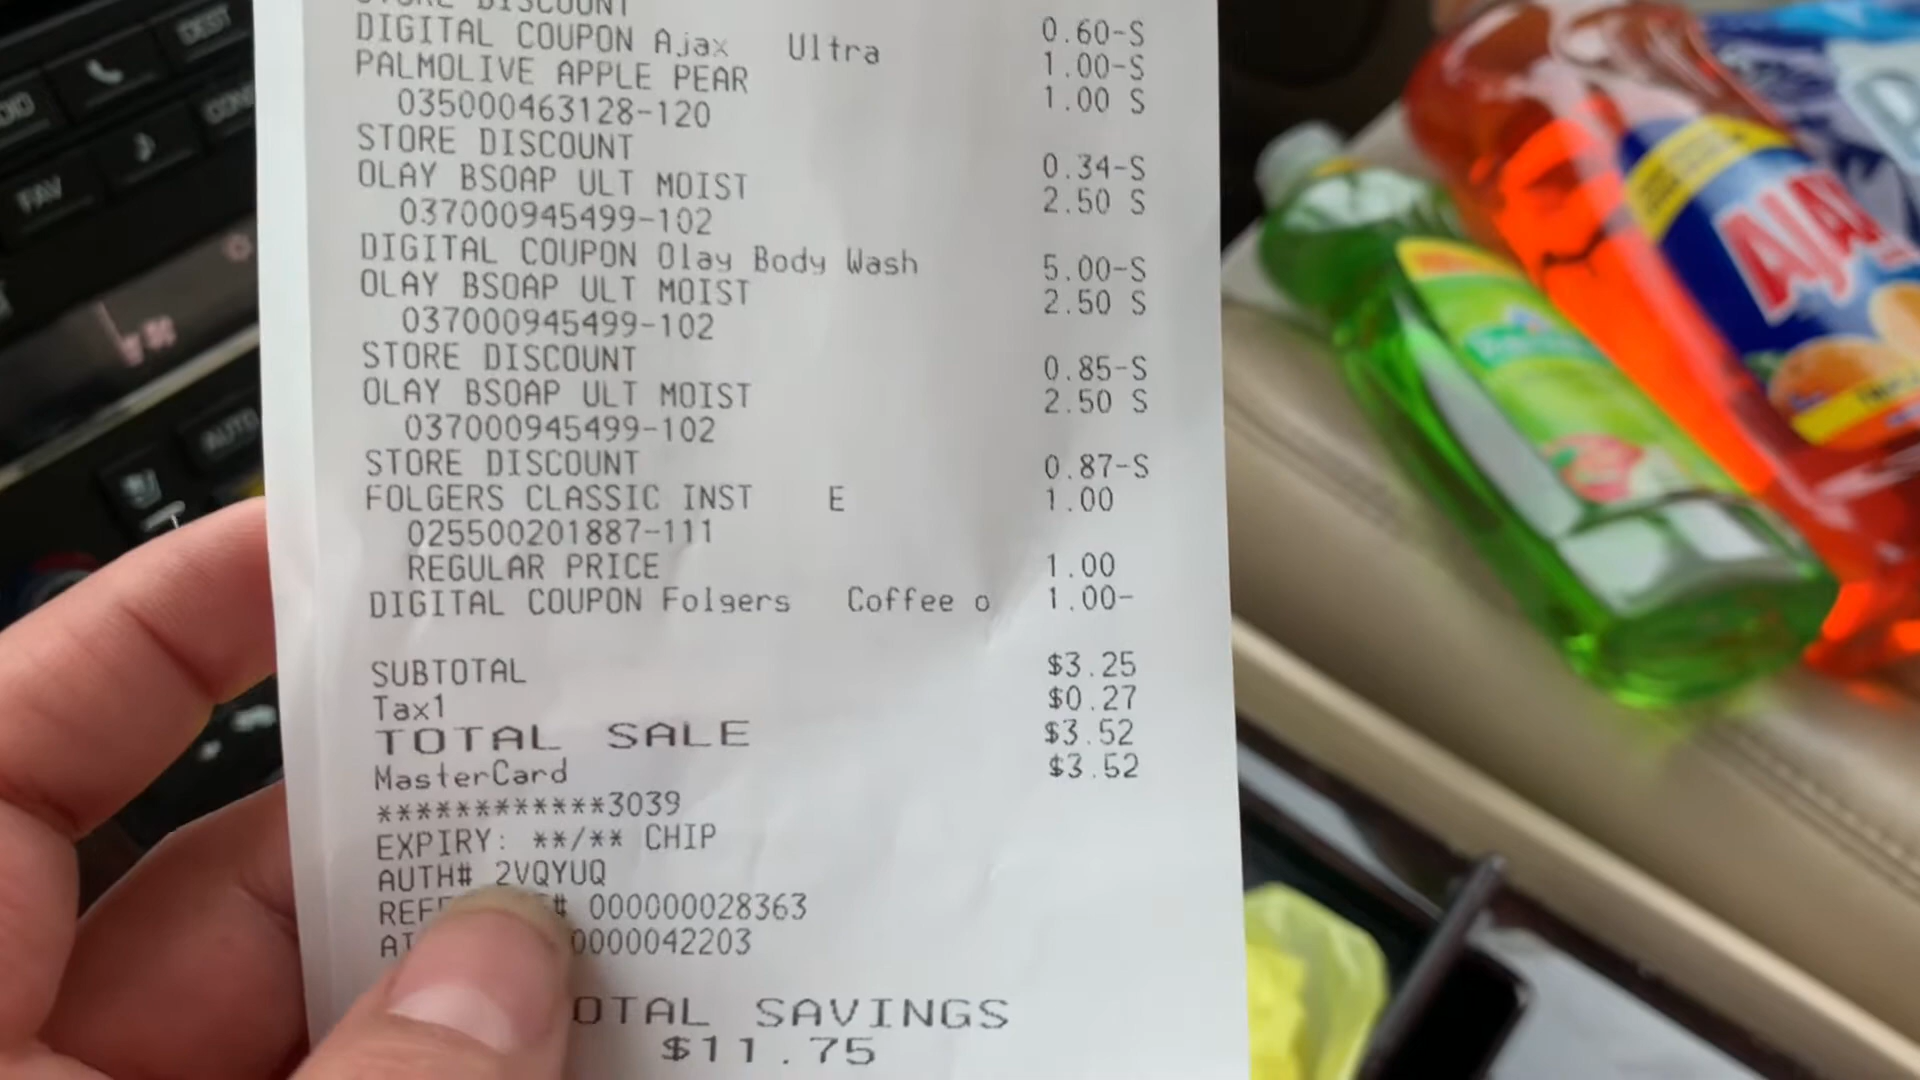 STORE DISCOUNT 0.60-S
DIGITAL COUPON Ajax Ultra 1.00-S
PALMOLIVE APPLE PEAR 1.00 S
035000463128-120
STORE DISCOUNT 0.34-S
OLAY BSOAP ULT MOIST 2.50 S
037000945499-102
DIGITAL COUPON Olay Body Wash 5.00-S
OLAY BSOAP ULT MOIST 2.50 S
037000945499-102
STORE DISCOUNT 0.85-S
OLAY BSOAP ULT MOIST 2.50 S
037000945499-102
STORE DISCOUNT 0.87-S
FOLGERS CLASSIC INST E 1.00
025500201887-111
REGULAR PRICE 1.00
DIGITAL COUPON Folgers Coffee o 1.00-
SUBTOTAL $3.25
Tax1 $0.27
TOTAL SALE $3.52
MasterCard $3.52
************3039
EXPIRY: **/** CHIP
AUTH# 2VQYUQ
# 000000028363
0000042203
OTAL SAVINGS
$11.75
DEST
FAV
AUTO
AJAX